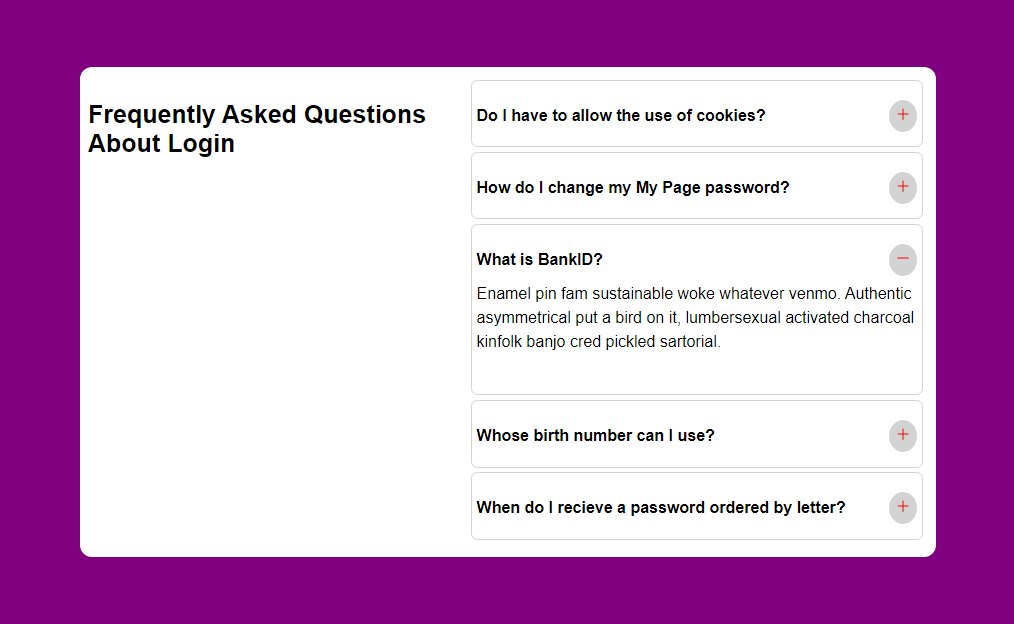 Frequently Asked Questions
About Login
Do I have to allow the use of cookies?
+
How do I change my My Page password?
+
What is BankID?
−
Enamel pin fam sustainable woke whatever venmo. Authentic
asymmetrical put a bird on it, lumbersexual activated charcoal
kinfolk banjo cred pickled sartorial.
Whose birth number can I use?
+
When do I recieve a password ordered by letter?
+